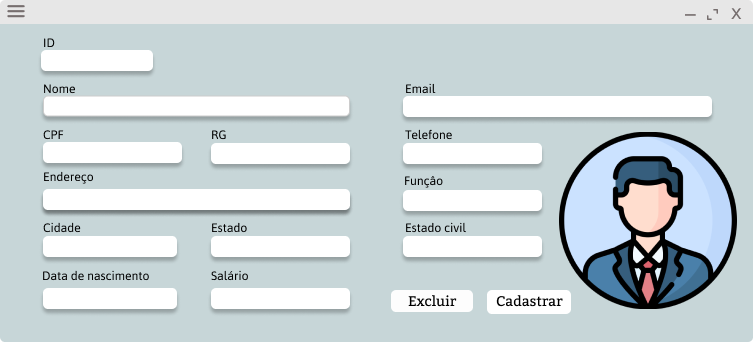 ID
Nome
Email
CPF
RG
Telefone
Endereço
Função
Cidade
Estado
Estado civil
Data de nascimento
Salário
Excluir
Cadastrar